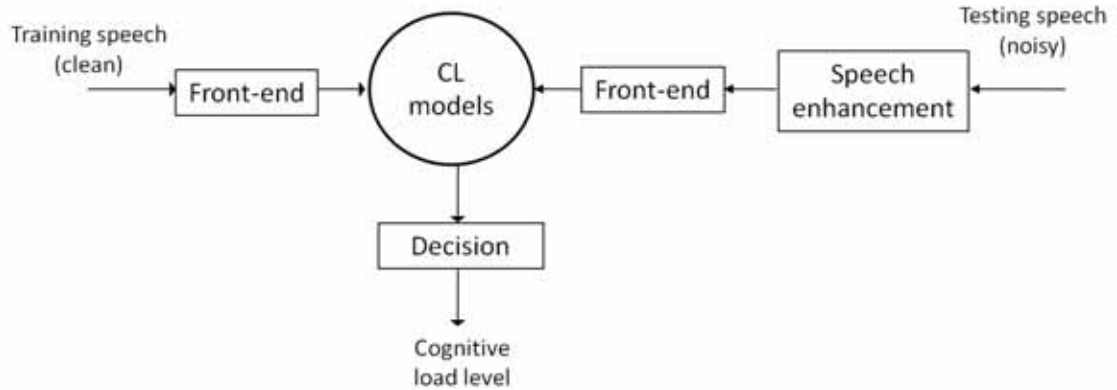 Training speech
(clean)
Front-end
CL
models
Front-end
Speech
enhancement
Testing speech
(noisy)
Decision
Cognitive
load level